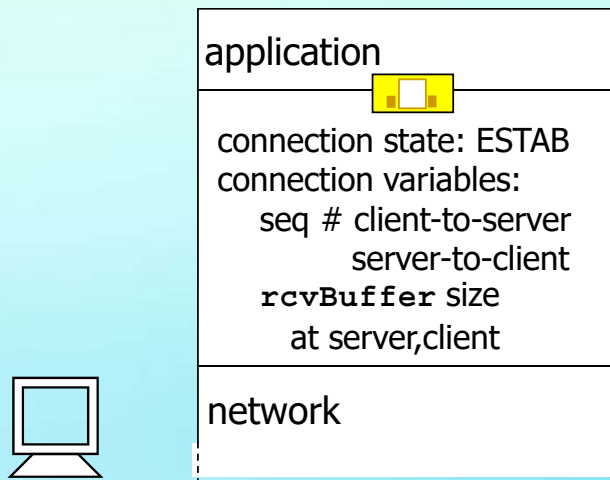 application
connection state: ESTAB
connection variables:
seq # client-to-server
server-to-client
rcvBuffer size
at server,client
network